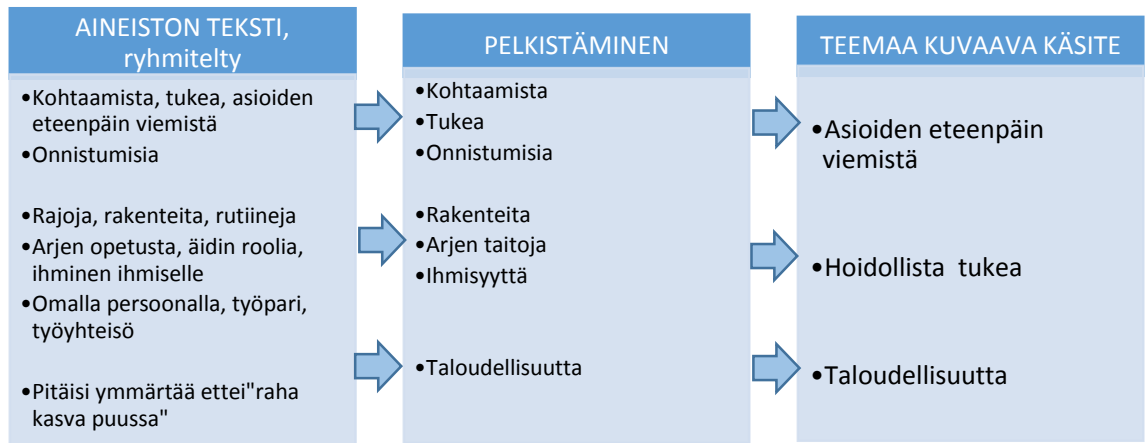 AINEISTON TEKSTI,
ryhmitelty
•Kohtaamista, tukea, asioiden
eteenpäin viemistä
•Onnistumisia
•Rajoja, rakenteita, rutiineja
•Arjen opetusta, äidin roolia,
ihminen ihmiselle
•Omalla persoonalla, työpari,
työyhteisö
•Pitäisi ymmärtää ettei"raha
kasva puussa"
PELKISTÄMINEN
•Kohtaamista
•Tukea
•Onnistumisia
•Rakenteita
•Arjen taitoja
•Ihmisyyttä
•Taloudellisuutta
TEEMAA KUVAAVA KÄSITE
•Asioiden eteenpäin
viemistä
•Hoidollista tukea
•Taloudellisuutta